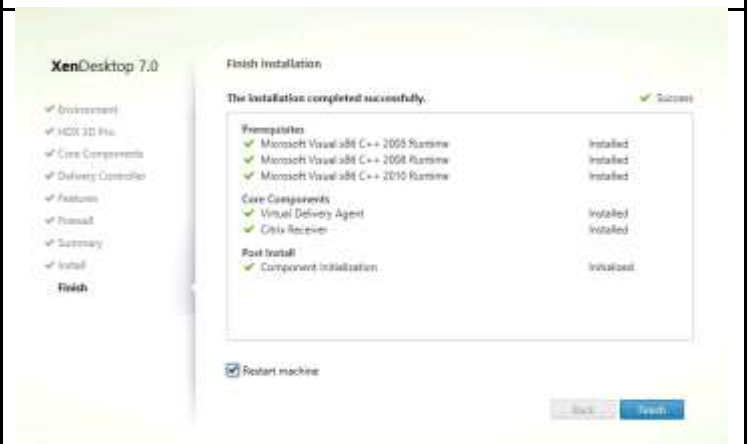 XenDesktop 7.0
Environment
HDX 3D Pro
Core Components
Delivery Controller
Features
Firewall
Summary
Install
Finish
Finish Installation
The installation completed successfully.
Success
Prerequisites
Microsoft Visual x86 C++ 2005 Runtime Installed
Microsoft Visual x86 C++ 2008 Runtime Installed
Microsoft Visual x86 C++ 2010 Runtime Installed
Core Components
Virtual Delivery Agent Installed
Citrix Receiver Installed
Post Install
Component Initialization Initialized
Restart machine
Back
Finish